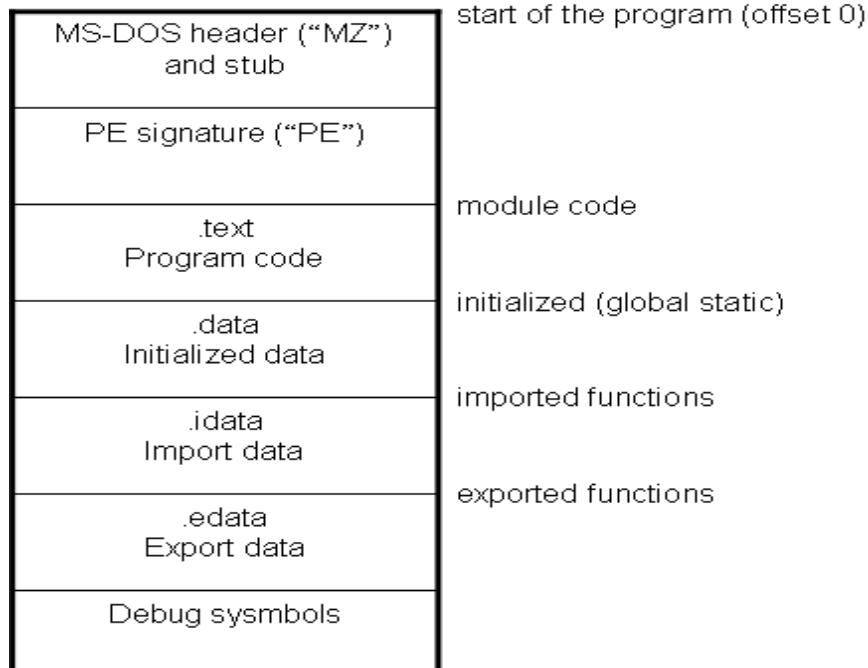 MS-DOS header (“MZ”)
and stub
start of the program (offset 0)
PE signature (“PE”)
module code
.text
Program code
initialized (global static)
.data
Initialized data
imported functions
.idata
Import data
exported functions
.edata
Export data
Debug sysmbols